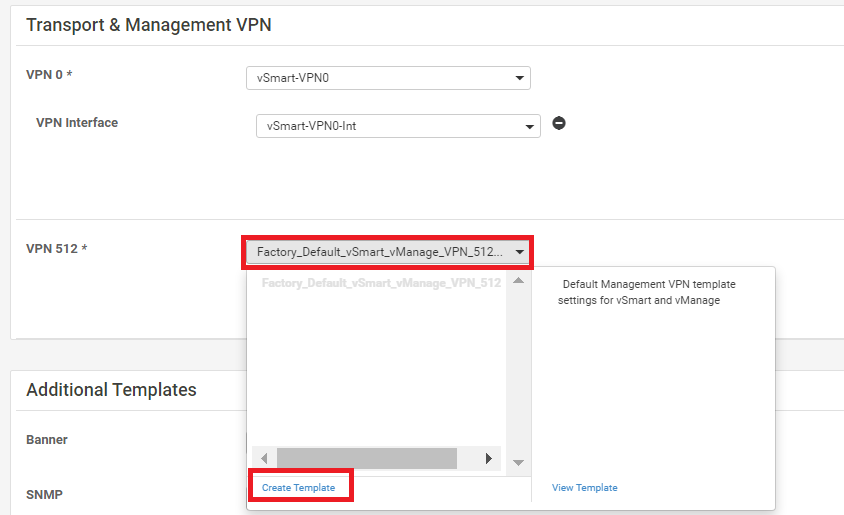 Transport & Management VPN
VPN 0 *
vSmart-VPN0
VPN Interface
vSmart-VPN0-Int
VPN 512 *
Factory_Default_vSmart_vManage_VPN_512...
Factory_Default_vSmart_vManage_VPN_512
Default Management VPN template
settings for vSmart and vManage
Additional Templates
Banner
SNMP
Create Template
View Template